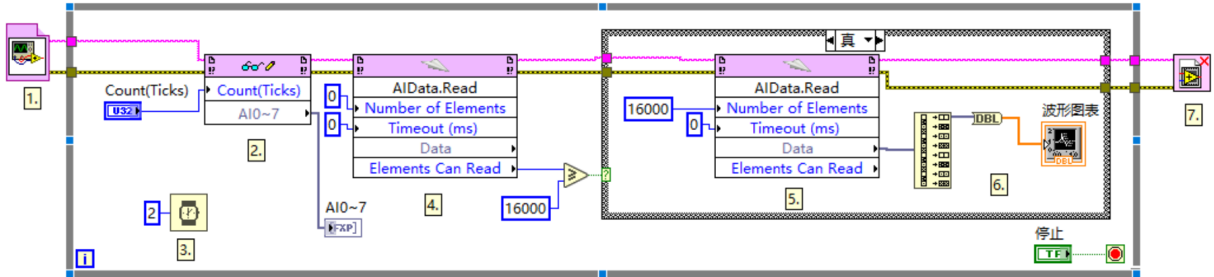 1.
Count(Ticks)
U32
Count(Ticks)
AI0~7
2.
2
3.
AI0~7
FXP
i
AIData.Read
0
Number of Elements
0
Timeout (ms)
Data
Elements Can Read
4.
16000
≥
?
真
AIData.Read
16000
Number of Elements
0
Timeout (ms)
Data
Elements Can Read
5.
DBL
6.
波形图表
DBL
停止
TF
7.